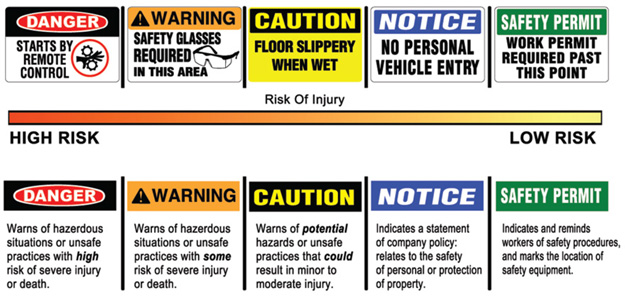 DANGER
STARTS BY
REMOTE
CONTROL
WARNING
SAFETY GLASSES
REQUIRED
IN THIS AREA
CAUTION
FLOOR SLIPPERY
WHEN WET
NOTICE
NO PERSONAL
VEHICLE ENTRY
SAFETY PERMIT
WORK PERMIT
REQUIRED PAST
THIS POINT
Risk Of Injury
HIGH RISK
LOW RISK
DANGER
Warns of hazardous
situations or unsafe
practices with high
risk of severe injury
or death.
WARNING
Warns of hazardous
situations or unsafe
practices with some
risk of severe injury
or death.
CAUTION
Warns of potential
hazards or unsafe
practices that could
result in minor to
moderate injury.
NOTICE
Indicates a statement
of company policy:
relates to the safety
of personal or protection
of property.
SAFETY PERMIT
Indicates and reminds
workers of safety procedures,
and marks the location of
safety equipment.